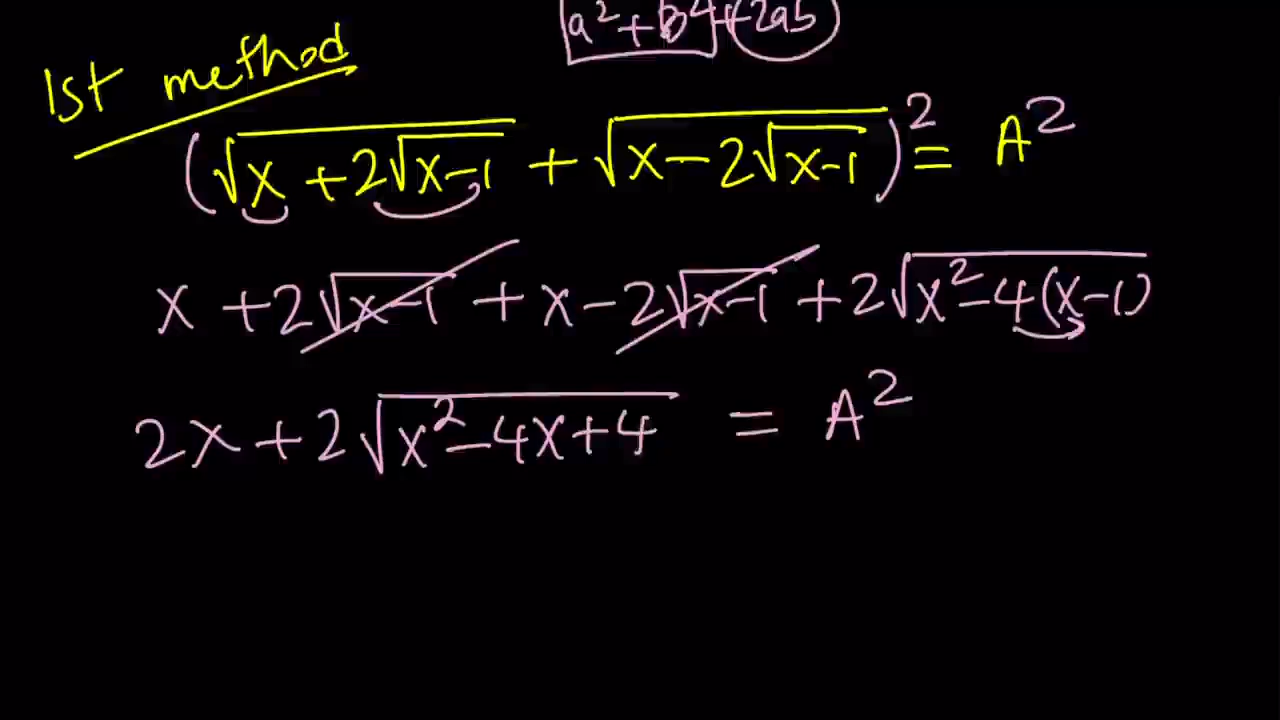 a² + b² + 2ab
1st method
(√(x + 2√(x-1)) + √(x - 2√(x-1)))² = A²
x + 2√(x-1) + x - 2√(x-1) + 2√(x² - 4(x-1))
2x + 2√(x² - 4x + 4) = A²